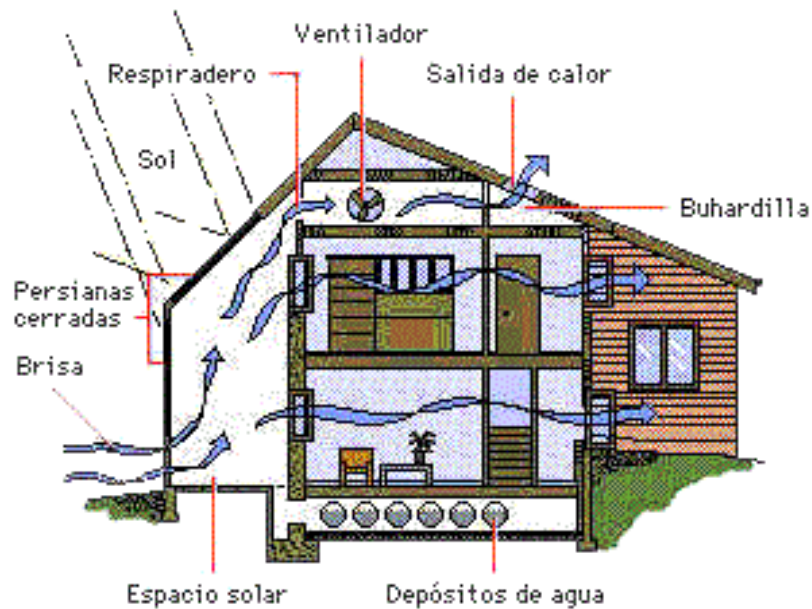 Ventilador
Respiradero
Salida de calor
Sol
Buhardilla
Persianas
cerradas
Brisa
Espacio solar
Depósitos de agua